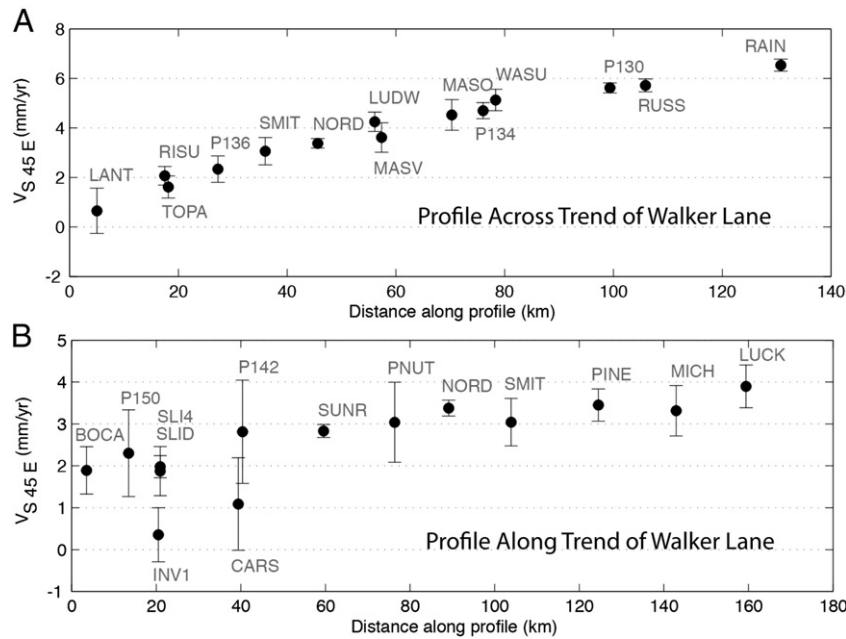 A
8
6
4
2
0
-2
V S 45 E (mm/yr)
LANT
RISU
TOPA
P136
SMIT
NORD
LUDW
MASV
MASO
P134
WASU
P130
RUSS
RAIN
Profile Across Trend of Walker Lane
0 20 40 60 80 100 120 140
Distance along profile (km)
B
5
4
3
2
1
0
-1
V S 45 E (mm/yr)
BOCA
P150
SLI4
SLID
INV1
P142
CARS
SUNR
PNUT
NORD
SMIT
PINE
MICH
LUCK
Profile Along Trend of Walker Lane
0 20 40 60 80 100 120 140 160 180
Distance along profile (km)